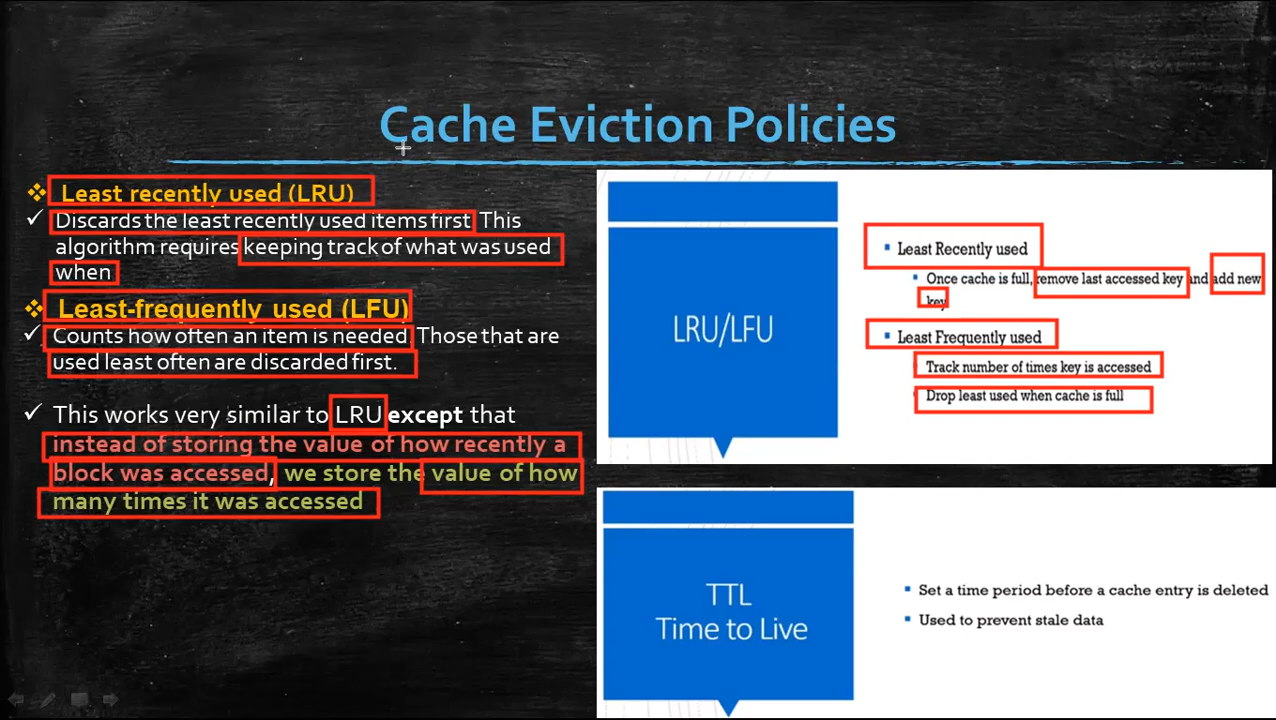 Cache Eviction Policies
Least recently used (LRU)
Discards the least recently used items first. This
algorithm requires keeping track of what was used
when
Least-frequently used (LFU)
Counts how often an item is needed. Those that are
used least often are discarded first.
This works very similar to LRU except that
instead of storing the value of how recently a
block was accessed, we store the value of how
many times it was accessed
LRU/LFU
Least Recently used
Once cache is full, remove last accessed key and add new
key
Least Frequently used
Track number of times key is accessed
Drop least used when cache is full
TTL
Time to Live
Set a time period before a cache entry is deleted
Used to prevent stale data